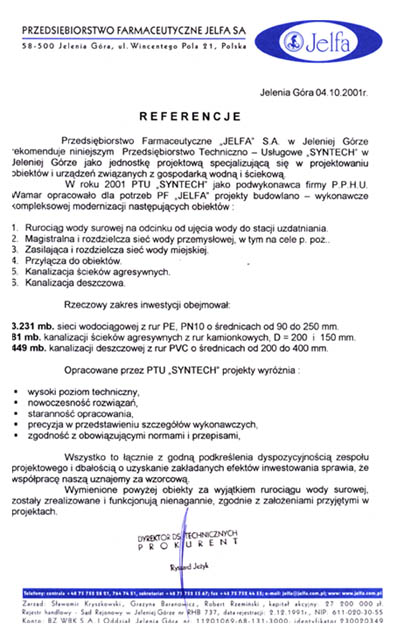 PRZEDSIĘBIORSTWO FARMACEUTYCZNE „JELFA SA
58-500 Jelenia Góra, ul. Wincentego Pola 21, Polska
Jelfa
Jelenia Góra 04.10.2001r.
REFERENCJE
Przedsiębiorstwo Farmaceutyczne „JELFA” S.A. w Jeleniej Górze
rekomenduje niniejszym Przedsiębiorstwo Techniczno – Usługowe „SYNTECH” w
Jeleniej Górze jako jednostkę projektową specjalizującą się w projektowaniu
obiektów i urządzeń związanych z gospodarką wodną i ściekową.
W roku 2001 PTU „SYNTECH” jako podwykonawca firmy P.P.H.U.
Wamar opracowało dla potrzeb PF „JELFA” projekty budowlano – wykonawcze
kompleksowej modernizacji następujących obiektów :
1. Rurociąg wody surowej na odcinku od ujęcia wody do stacji uzdatniania.
2. Magistralna i rozdzielcza sieć wody przemysłowej, w tym na cele p. poż..
3. Zasilająca i rozdzielcza sieć wody miejskiej.
4. Przyłącza do obiektów.
5. Kanalizacja ścieków agresywnych.
6. Kanalizacja deszczowa.
Rzeczowy zakres inwestycji obejmował:
3.231 mb. sieci wodociągowej z rur PE, PN10 o średnicach od 90 do 250 mm.
81 mb. kanalizacji ścieków agresywnych z rur kamionkowych, D = 200 i 150 mm.
449 mb. kanalizacji deszczowej z rur PVC o średnicach od 200 do 400 mm.
Opracowane przez PTU „SYNTECH” projekty wyróżnia :
• wysoki poziom techniczny,
• nowoczesność rozwiązań,
• staranność opracowania,
• precyzja w przedstawieniu szczegółów wykonawczych,
• zgodność z obowiązującymi normami i przepisami,
Wszystko to łącznie z godną podkreślenia dyspozycyjnością zespołu
projektowego i dbałością o uzyskanie zakładanych efektów inwestowania sprawia, że
współpracę naszą uznajemy za wzorcową.
Wymienione powyżej obiekty za wyjątkiem rurociągu wody surowej,
zostały zrealizowane i funkcjonują nienagannie, zgodnie z założeniami przyjętymi w
projektach.
DYREKTOR DS TECHNICZNYCH
PROKURENT
Ryszard Jeżyk
Telefony: centrala +48 75 755 58 21, 764 74 51, sekretariat +48 71 755 15 67; fax +48 75 755 44 55; e-mail: jelfa@jelfa.com.pl; www: www.jelfa.com.pl
Zarząd: Sławomir Kryszkowski, Grażyna Baranowicz, Robert Rzemiński, kapitał akcyjny: 27 200 000 zł.
Rejestr handlowy - Sąd Rejonowy w Jeleniej Górze nr RHB 737, data rejestracji: 2.12.1991r., NIP: 611-020-30-55
Konto: BZ WBK S.A I Oddział Jelenia Góra nr 11201069-68-131-3000; identyfikator 230020349